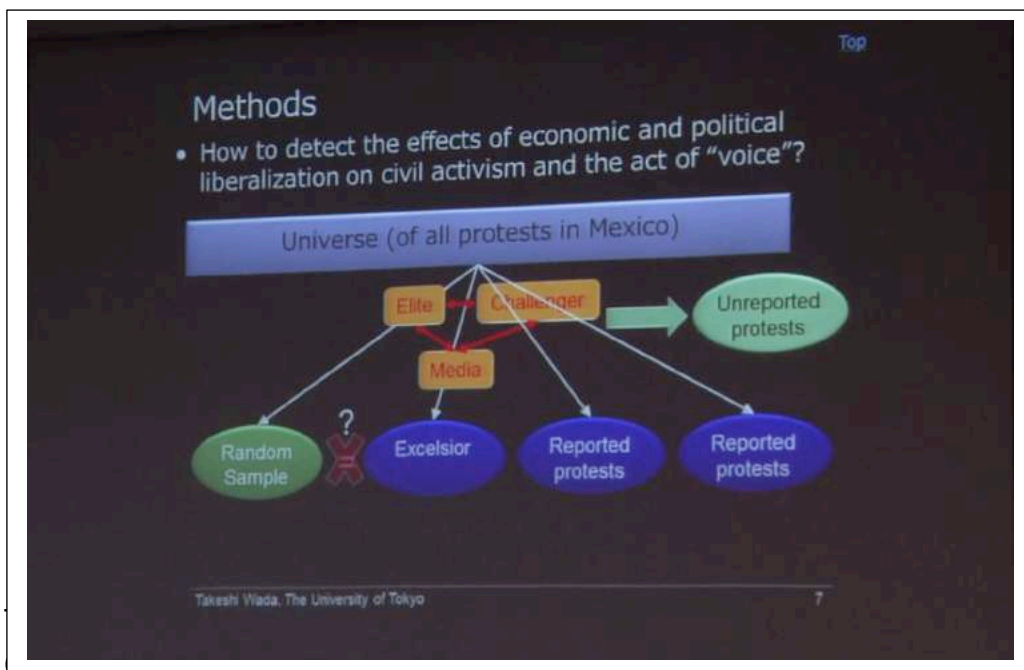 Top
Methods
• How to detect the effects of economic and political
liberalization on civil activism and the act of “voice”?
Universe (of all protests in Mexico)
Elite
Challenger
Unreported
protests
Media
?
=
Random
Sample
Excelsior
Reported
protests
Reported
protests
Takeshi Wada, The University of Tokyo
7